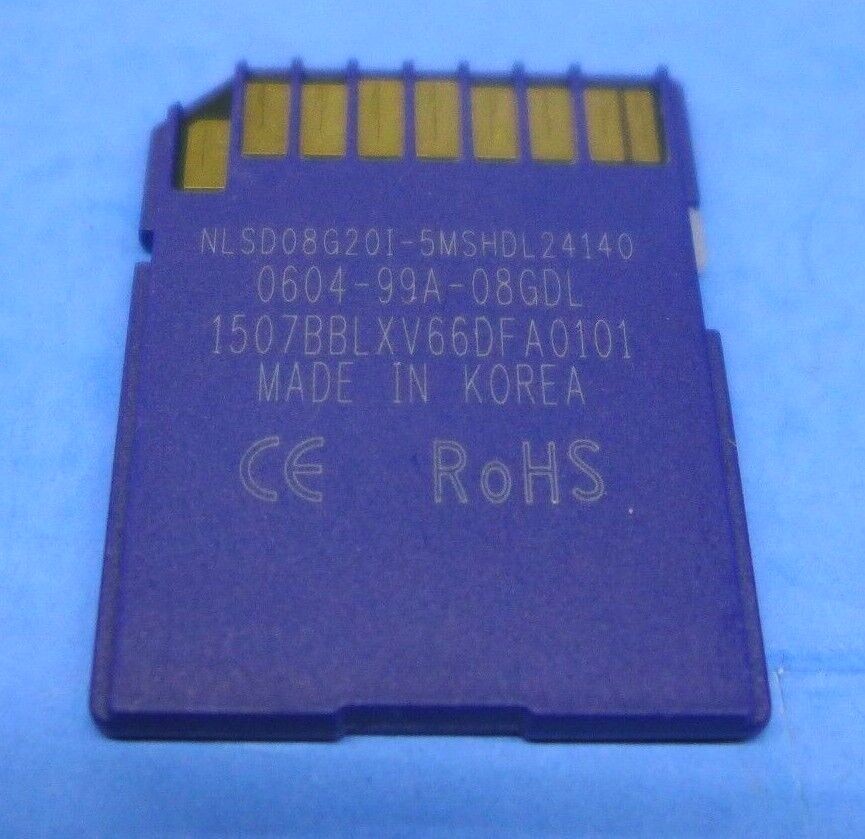 NLSD08G20I-5MSHDL24140
0604-99A-08GDL
1507BBLXV66DFA0101
MADE IN KOREA
CE RoHS